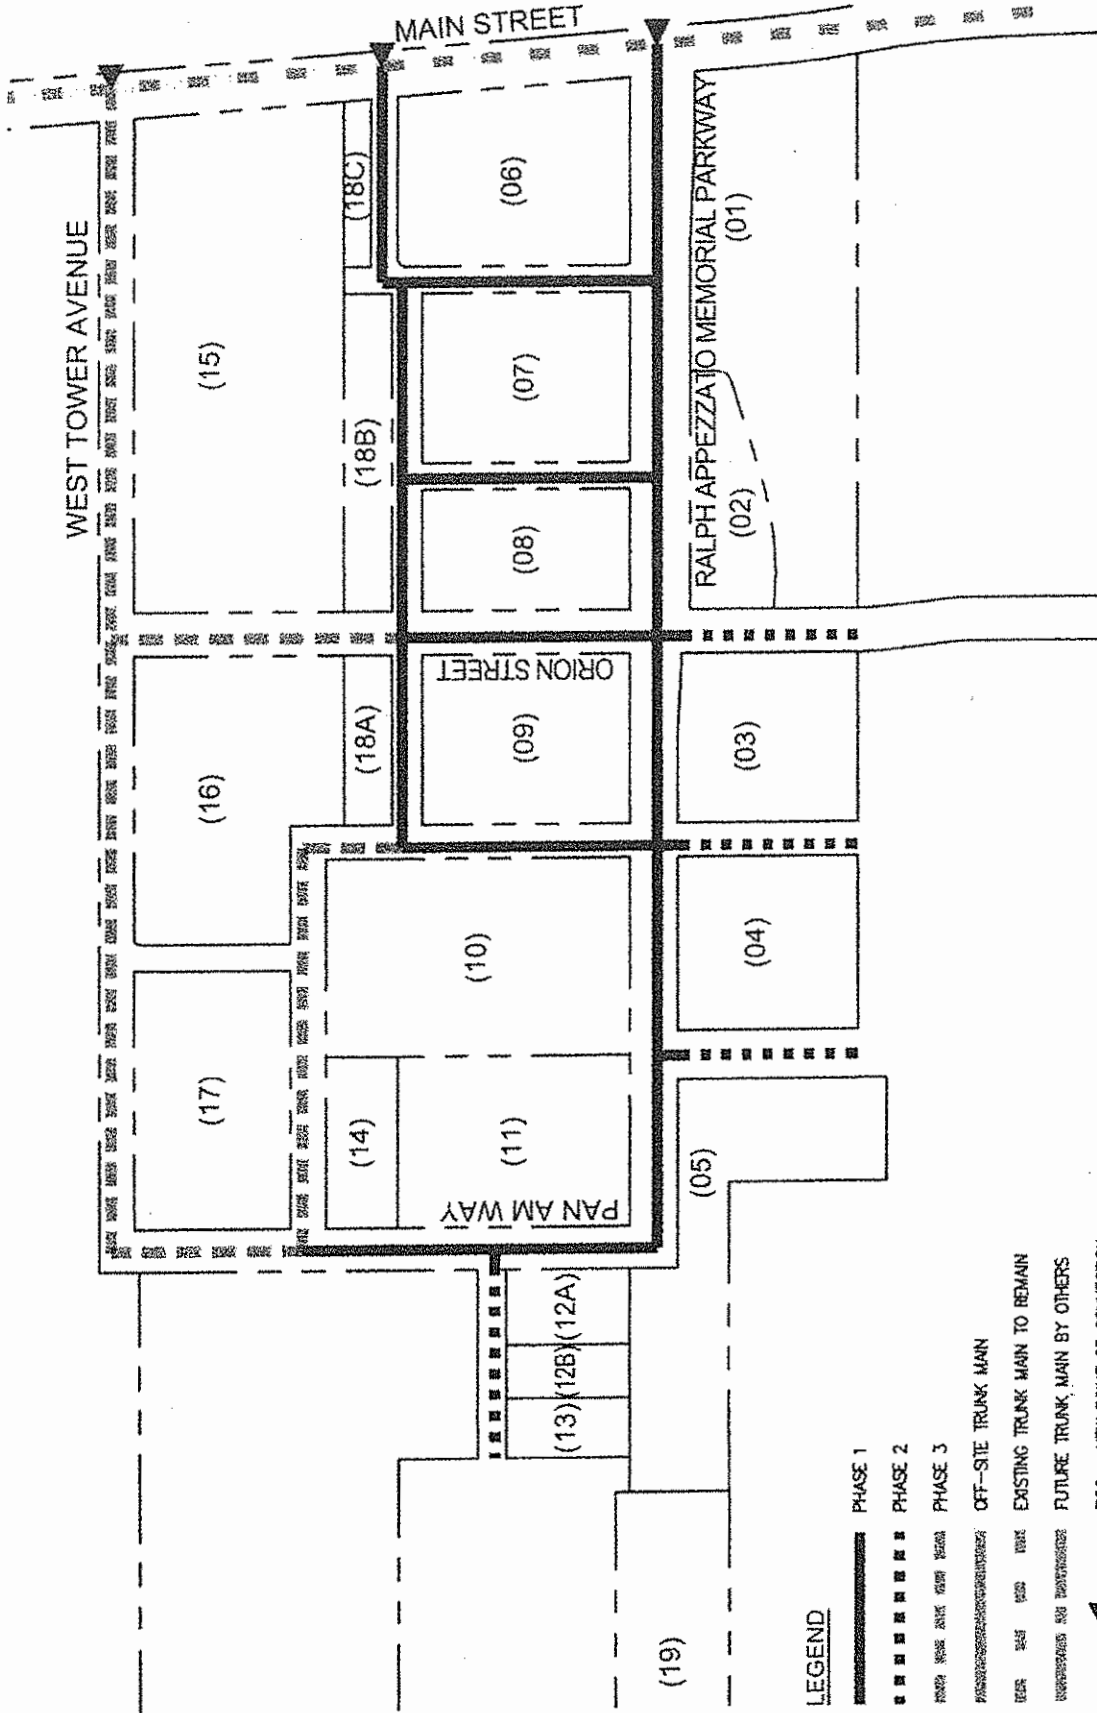 MAIN STREET
WEST TOWER AVENUE
(18C)
(06)
RALPH APPEZZATO MEMORIAL PARKWAY
(01)
(15)
(18B)
(07)
(02)
(08)
ORION STREET
(16)
(18A)
(09)
(03)
(10)
(04)
(17)
(14)
(11)
PAN AM WAY
(05)
(12A)
(12B)
(13)
(19)
LEGEND
PHASE 1
PHASE 2
PHASE 3
OFF-SITE TRUNK MAIN
EXISTING TRUNK MAIN TO REMAIN
FUTURE TRUNK MAIN BY OTHERS